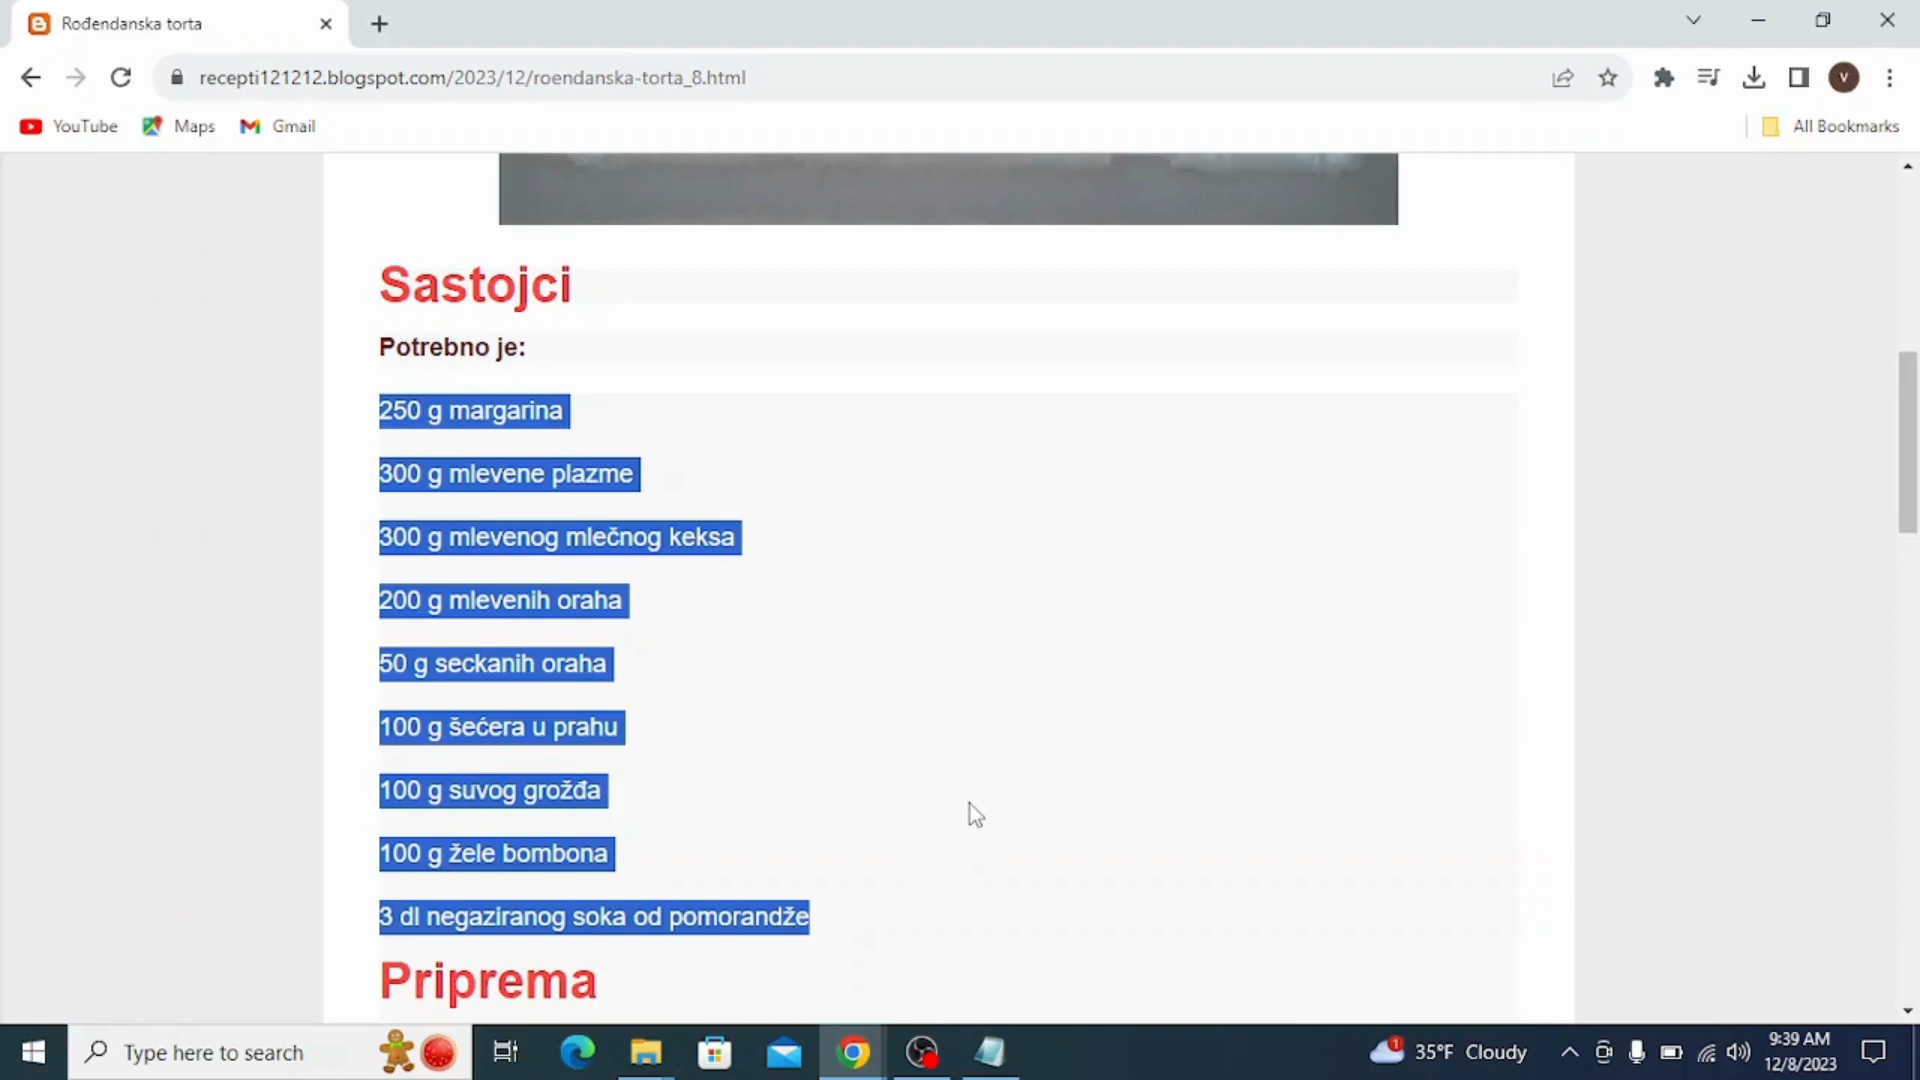 Rođendanska torta
recepti121212.blogspot.com/2023/12/roendanska-torta_8.html
V
YouTube
Maps
Gmail
All Bookmarks
Sastojci
Potrebno je:
250 g margarina
300 g mlevene plazme
300 g mlevenog mlečnog keksa
200 g mlevenih oraha
50 g seckanih oraha
100 g šećera u prahu
100 g suvog grožđa
100 g žele bombona
3 dl negaziranog soka od pomorandže
Priprema
Type here to search
1
35°F Cloudy
9:39 AM
12/8/2023